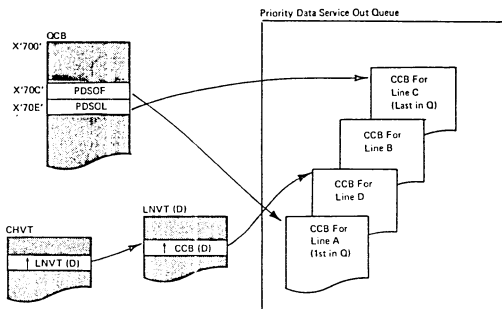 Priority Data Service Out Queue
QCB
X'700'
X'70C'
PDSOF
X'70E'
PDSOL
CCB For
Line C
(Last in Q)
CCB For
Line B
CCB For
Line D
CCB For
Line A
(1st in Q)
LNVT (D)
↑ CCB (D)
CHVT
↑ LNVT (D)